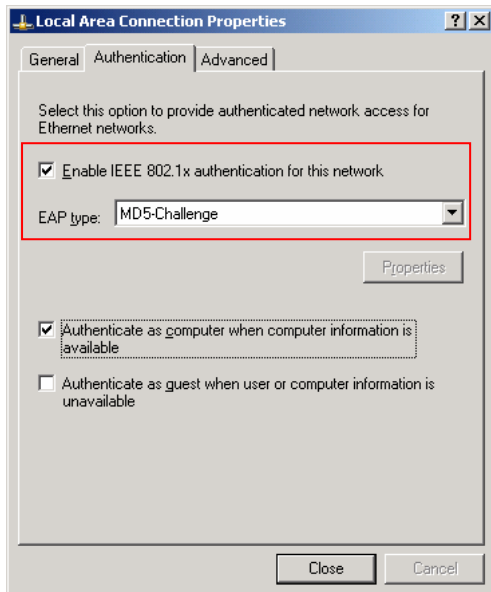 Local Area Connection Properties
General Authentication Advanced
Select this option to provide authenticated network access for
Ethernet networks.
Enable IEEE 802.1x authentication for this network
EAP type: MD5-Challenge
Properties
Authenticate as computer when computer information is
available
Authenticate as guest when user or computer information is
unavailable
Close Cancel